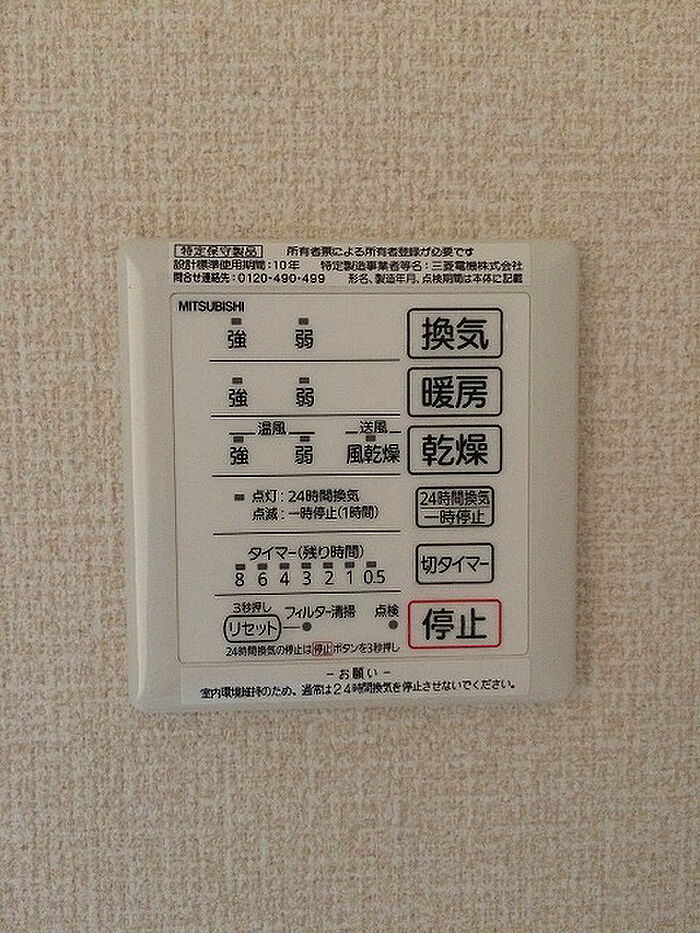 特定保守製品 所有者票による所有者登録が必要です
設計標準使用期間:10年 特定製造事業者等名:三菱電機株式会社
問合せ連絡先:0120-490-499 形名、製造年月、点検期間は本体に記載
MITSUBISHI
強 弱 換気
強 弱 暖房
温風 送風
強 弱 風乾燥 乾燥
点灯:24時間換気 24時間換気
点滅:一時停止(1時間) 一時停止
タイマー(残り時間) 切タイマー
8 6 4 3 2 1 0.5
3秒押し
リセット フィルター清掃 点検 停止
24時間換気の停止は停止ボタンを3秒押し
－お願い－
室内環境維持のため、通常は24時間換気を停止させないでください。